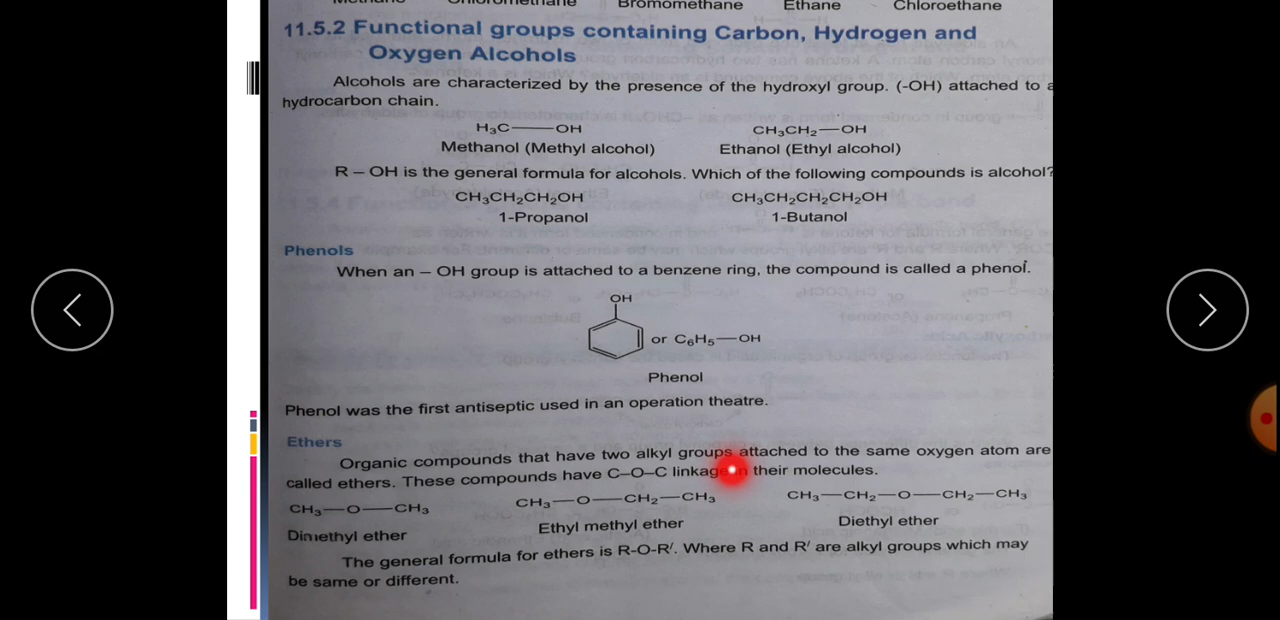 Bromomethane Ethane Chloroethane
11.5.2 Functional groups containing Carbon, Hydrogen and
Oxygen Alcohols
Alcohols are characterized by the presence of the hydroxyl group. (-OH) attached to a
hydrocarbon chain.
H₃C—OH CH₃CH₂—OH
Methanol (Methyl alcohol) Ethanol (Ethyl alcohol)
R – OH is the general formula for alcohols. Which of the following compounds is alcohol?
CH₃CH₂CH₂OH CH₃CH₂CH₂CH₂OH
1-Propanol 1-Butanol
Phenols
When an – OH group is attached to a benzene ring, the compound is called a phenol.
OH
or C₆H₅—OH
Phenol
Phenol was the first antiseptic used in an operation theatre.
Ethers
Organic compounds that have two alkyl groups attached to the same oxygen atom are
called ethers. These compounds have C–O–C their molecules.
CH₃—O—CH₃ CH₃—O—CH₂—CH₃ CH₃—CH₂—O—CH₂—CH₃
Dimethyl ether Ethyl methyl ether Diethyl ether
The general formula for ethers is R-O-R′. Where R and R′ are alkyl groups which may
be same or different.